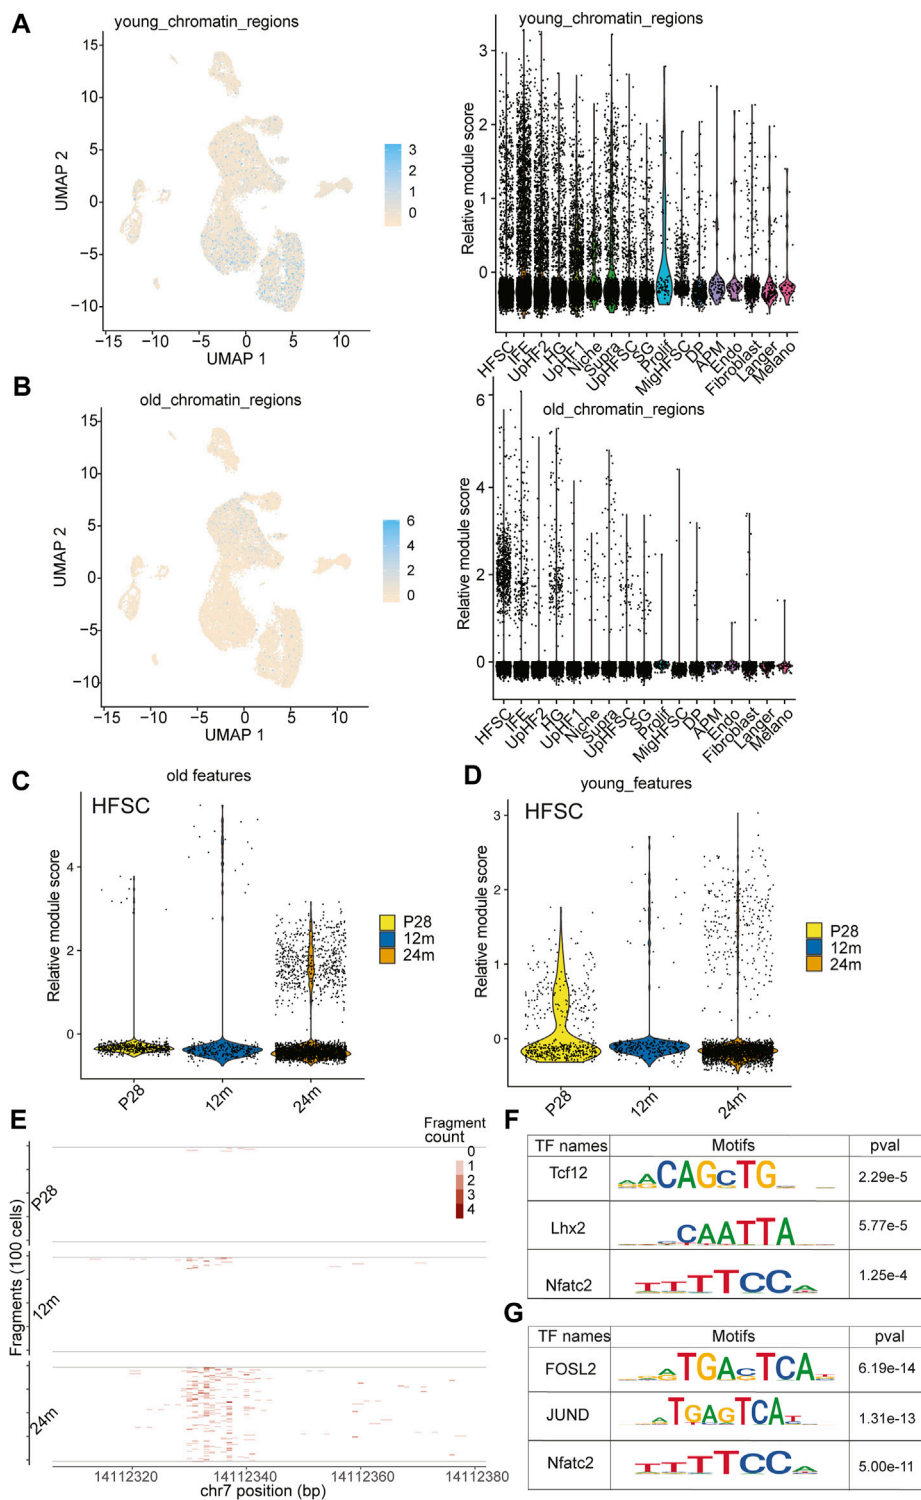 A
young_chromatin_regions
15
10
5
0
−5
−10
UMAP 2
−15 −10 −5 0 5 10
UMAP 1
3
2
1
0
young_chromatin_regions
Relative module score
3
2
1
0
HFSC IFE UpHF2 HG UpHF1 Niche Supra UpHFSC SG Prolif MigHFSC DP APM Endo Fibroblast Langer Melano
B
old_chromatin_regions
15
10
5
0
−5
−10
UMAP 2
−15 −10 −5 0 5 10
UMAP 1
6
4
2
0
old_chromatin_regions
Relative module score
6
4
2
0
HFSC IFE UpHF2 HG UpHF1 Niche Supra UpHFSC SG Prolif MigHFSC DP APM Endo Fibroblast Langer Melano
C
old features
HFSC
Relative module score
4
2
0
P28 12m 24m
P28
12m
24m
D
young_features
HFSC
Relative module score
3
2
1
0
P28 12m 24m
P28
12m
24m
E
Fragment
count
0
1
2
3
4
Fragments (100 cells)
P28
12m
24m
14112320 14112340 14112360 14112380
chr7 position (bp)
F
TF names Motifs pval
Tcf12 AACAGCTG 2.29e-5
Lhx2 CAATTA 5.77e-5
Nfatc2 TTTTCCA 1.25e-4
G
TF names Motifs pval
FOSL2 ATGACTCA 6.19e-14
JUND ATGAGTCAT 1.31e-13
Nfatc2 TTTTCCA 5.00e-11